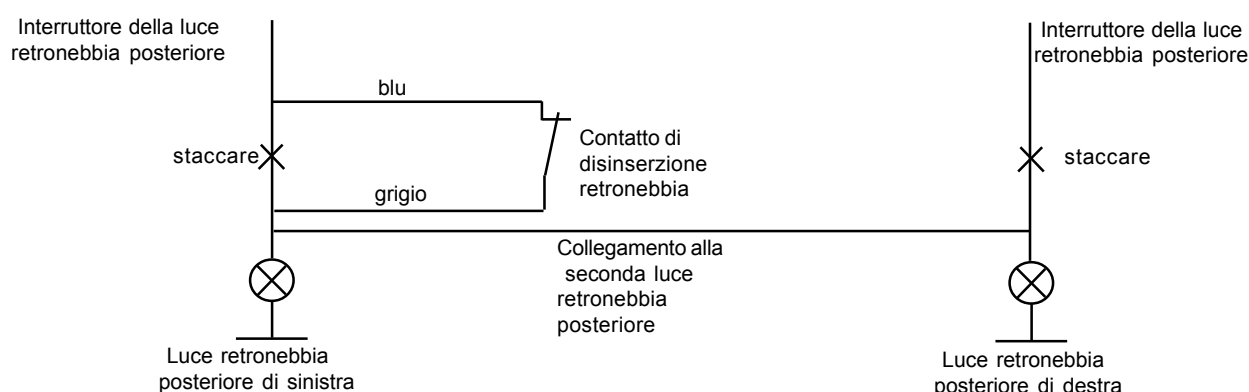 Interruttore della luce
retronebbia posteriore
Interruttore della luce
retronebbia posteriore
blu
staccare
Contatto di
disinserzione
retronebbia
staccare
grigio
Collegamento alla
seconda luce
retronebbia
posteriore
Luce retronebbia
posteriore di sinistra
Luce retronebbia
posteriore di destra